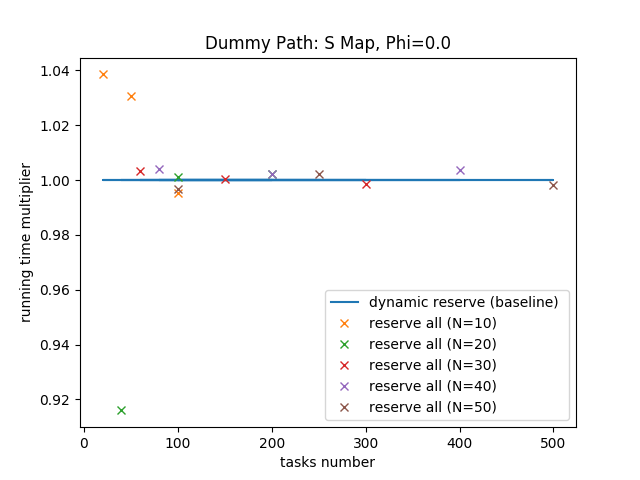 Dummy Path: S Map, Phi=0.0
running time multiplier
1.04
1.02
1.00
0.98
0.96
0.94
0.92
dynamic reserve (baseline)
reserve all (N=10)
reserve all (N=20)
reserve all (N=30)
reserve all (N=40)
reserve all (N=50)
0
100
200
300
400
500
tasks number